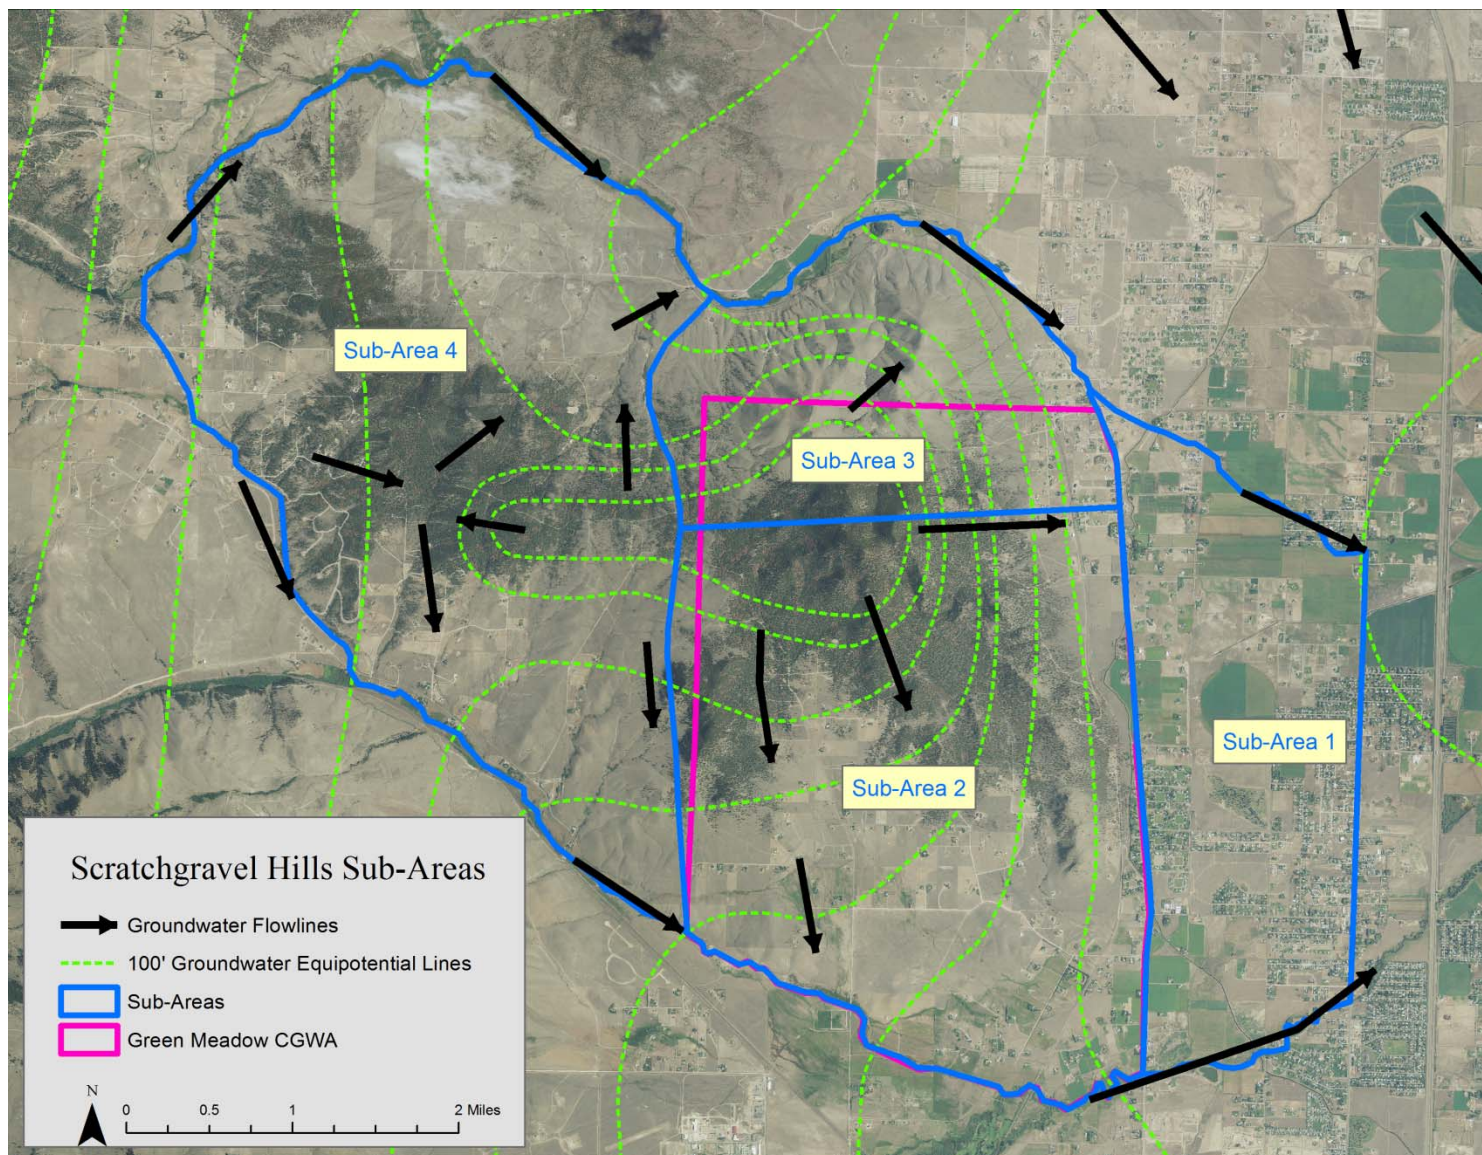 Sub-Area 4
Sub-Area 3
Sub-Area 1
Sub-Area 2
Scratchgravel Hills Sub-Areas
Groundwater Flowlines
100' Groundwater Equipotential Lines
Sub-Areas
Green Meadow CGWA
N
0 0.5 1 2 Miles